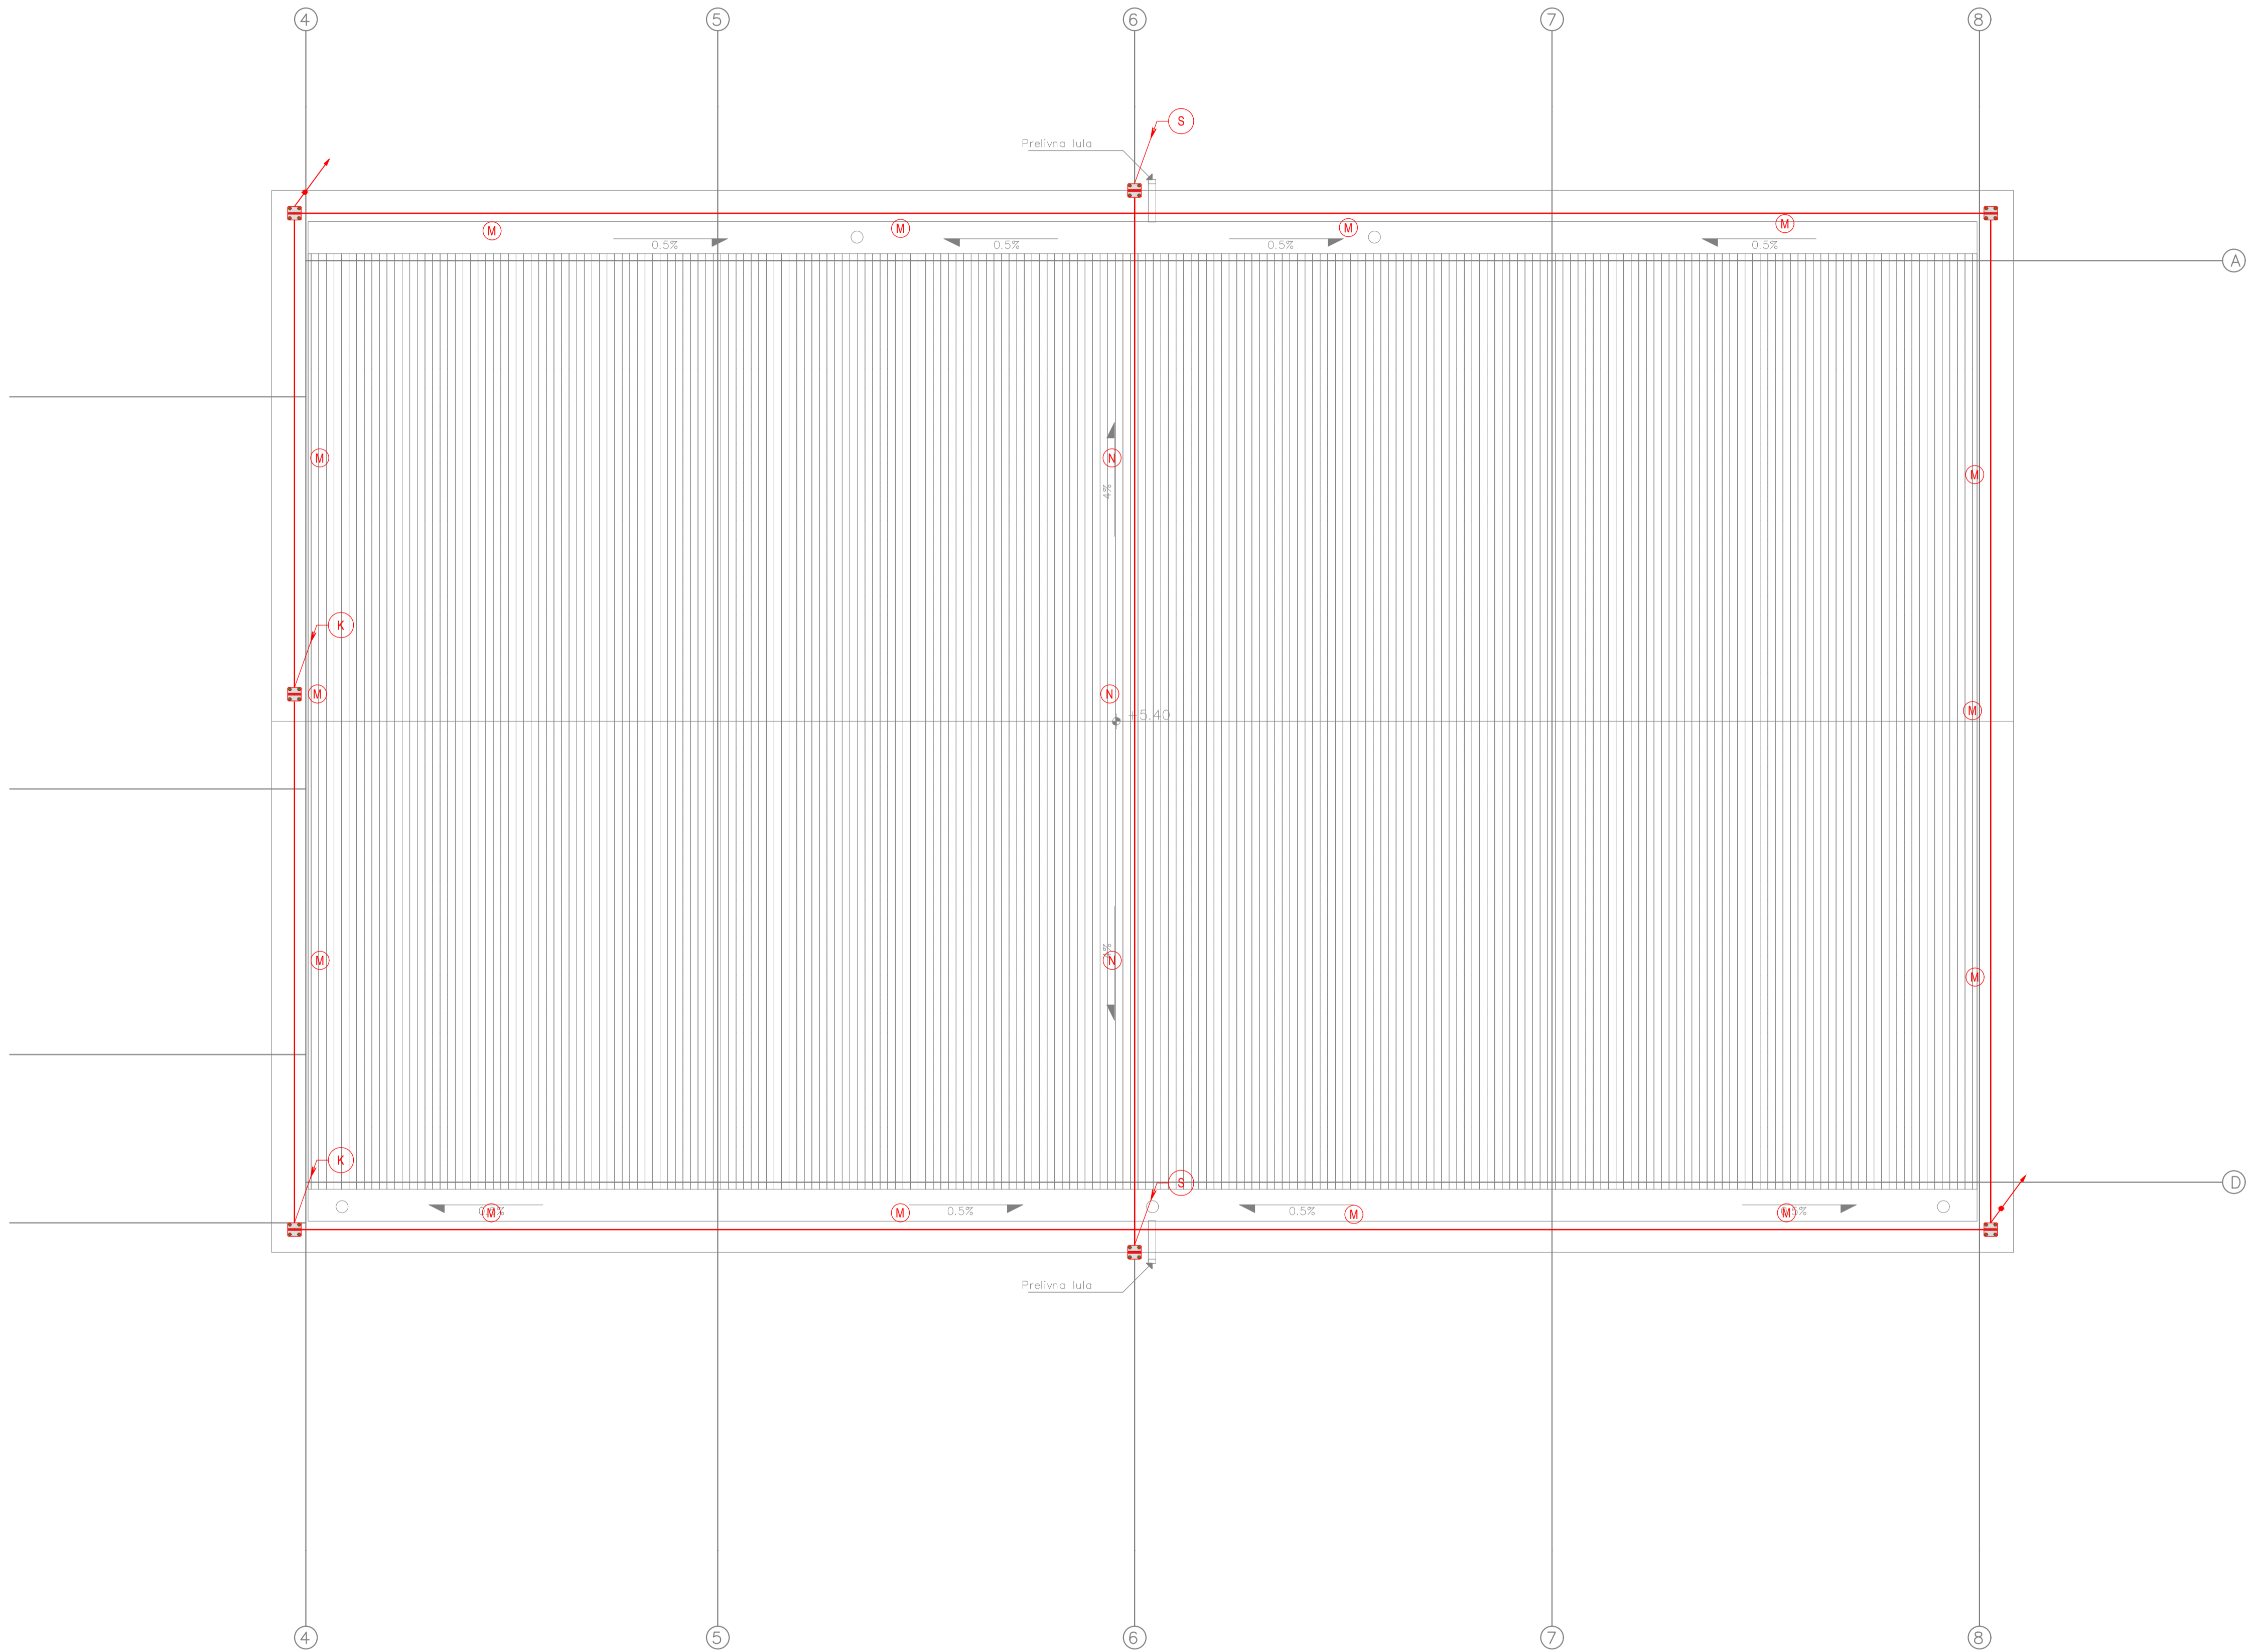 4 5 6 7 8
S
Prelivna lula
M M M M
0.5% 0.5% 0.5% 0.5%
A
M N M
4%
K
M N M
+5.40
M N M
K S D
M M 0.5% 0.5% M M
Prelivna lula
4 5 6 7 8